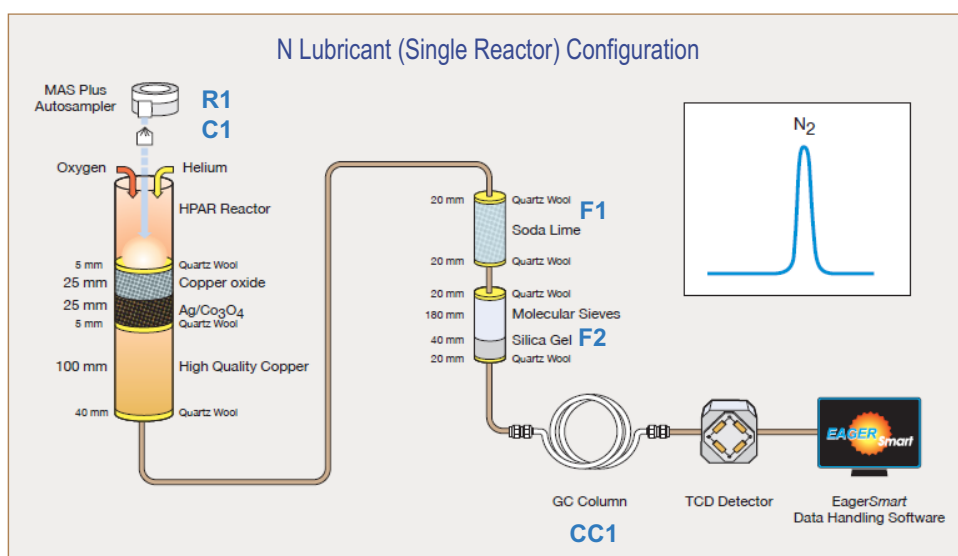 N Lubricant (Single Reactor) Configuration
MAS Plus
Autosampler
R1
C1
Oxygen
Helium
HPAR Reactor
5 mm
Quartz Wool
25 mm
Copper oxide
25 mm
Ag/Co3O4
5 mm
Quartz Wool
100 mm
High Quality Copper
40 mm
Quartz Wool
20 mm
Quartz Wool
F1
Soda Lime
20 mm
Quartz Wool
20 mm
Quartz Wool
180 mm
Molecular Sieves
40 mm
Silica Gel
F2
20 mm
Quartz Wool
N2
GC Column
CC1
TCD Detector
EAGER Smart
EagerSmart
Data Handling Software